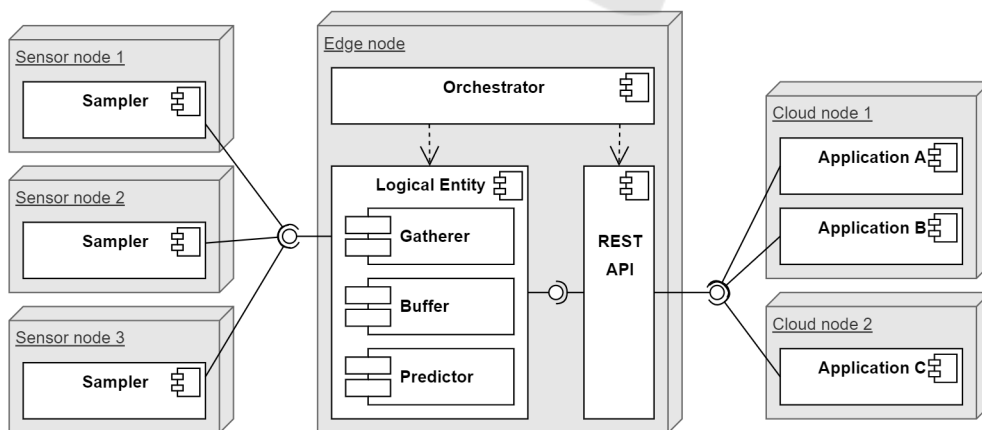 Sensor node 1
Sampler
Sensor node 2
Sampler
Sensor node 3
Sampler
Edge node
Orchestrator
Logical Entity
Gatherer
Buffer
Predictor
REST
API
Cloud node 1
Application A
Application B
Cloud node 2
Application C